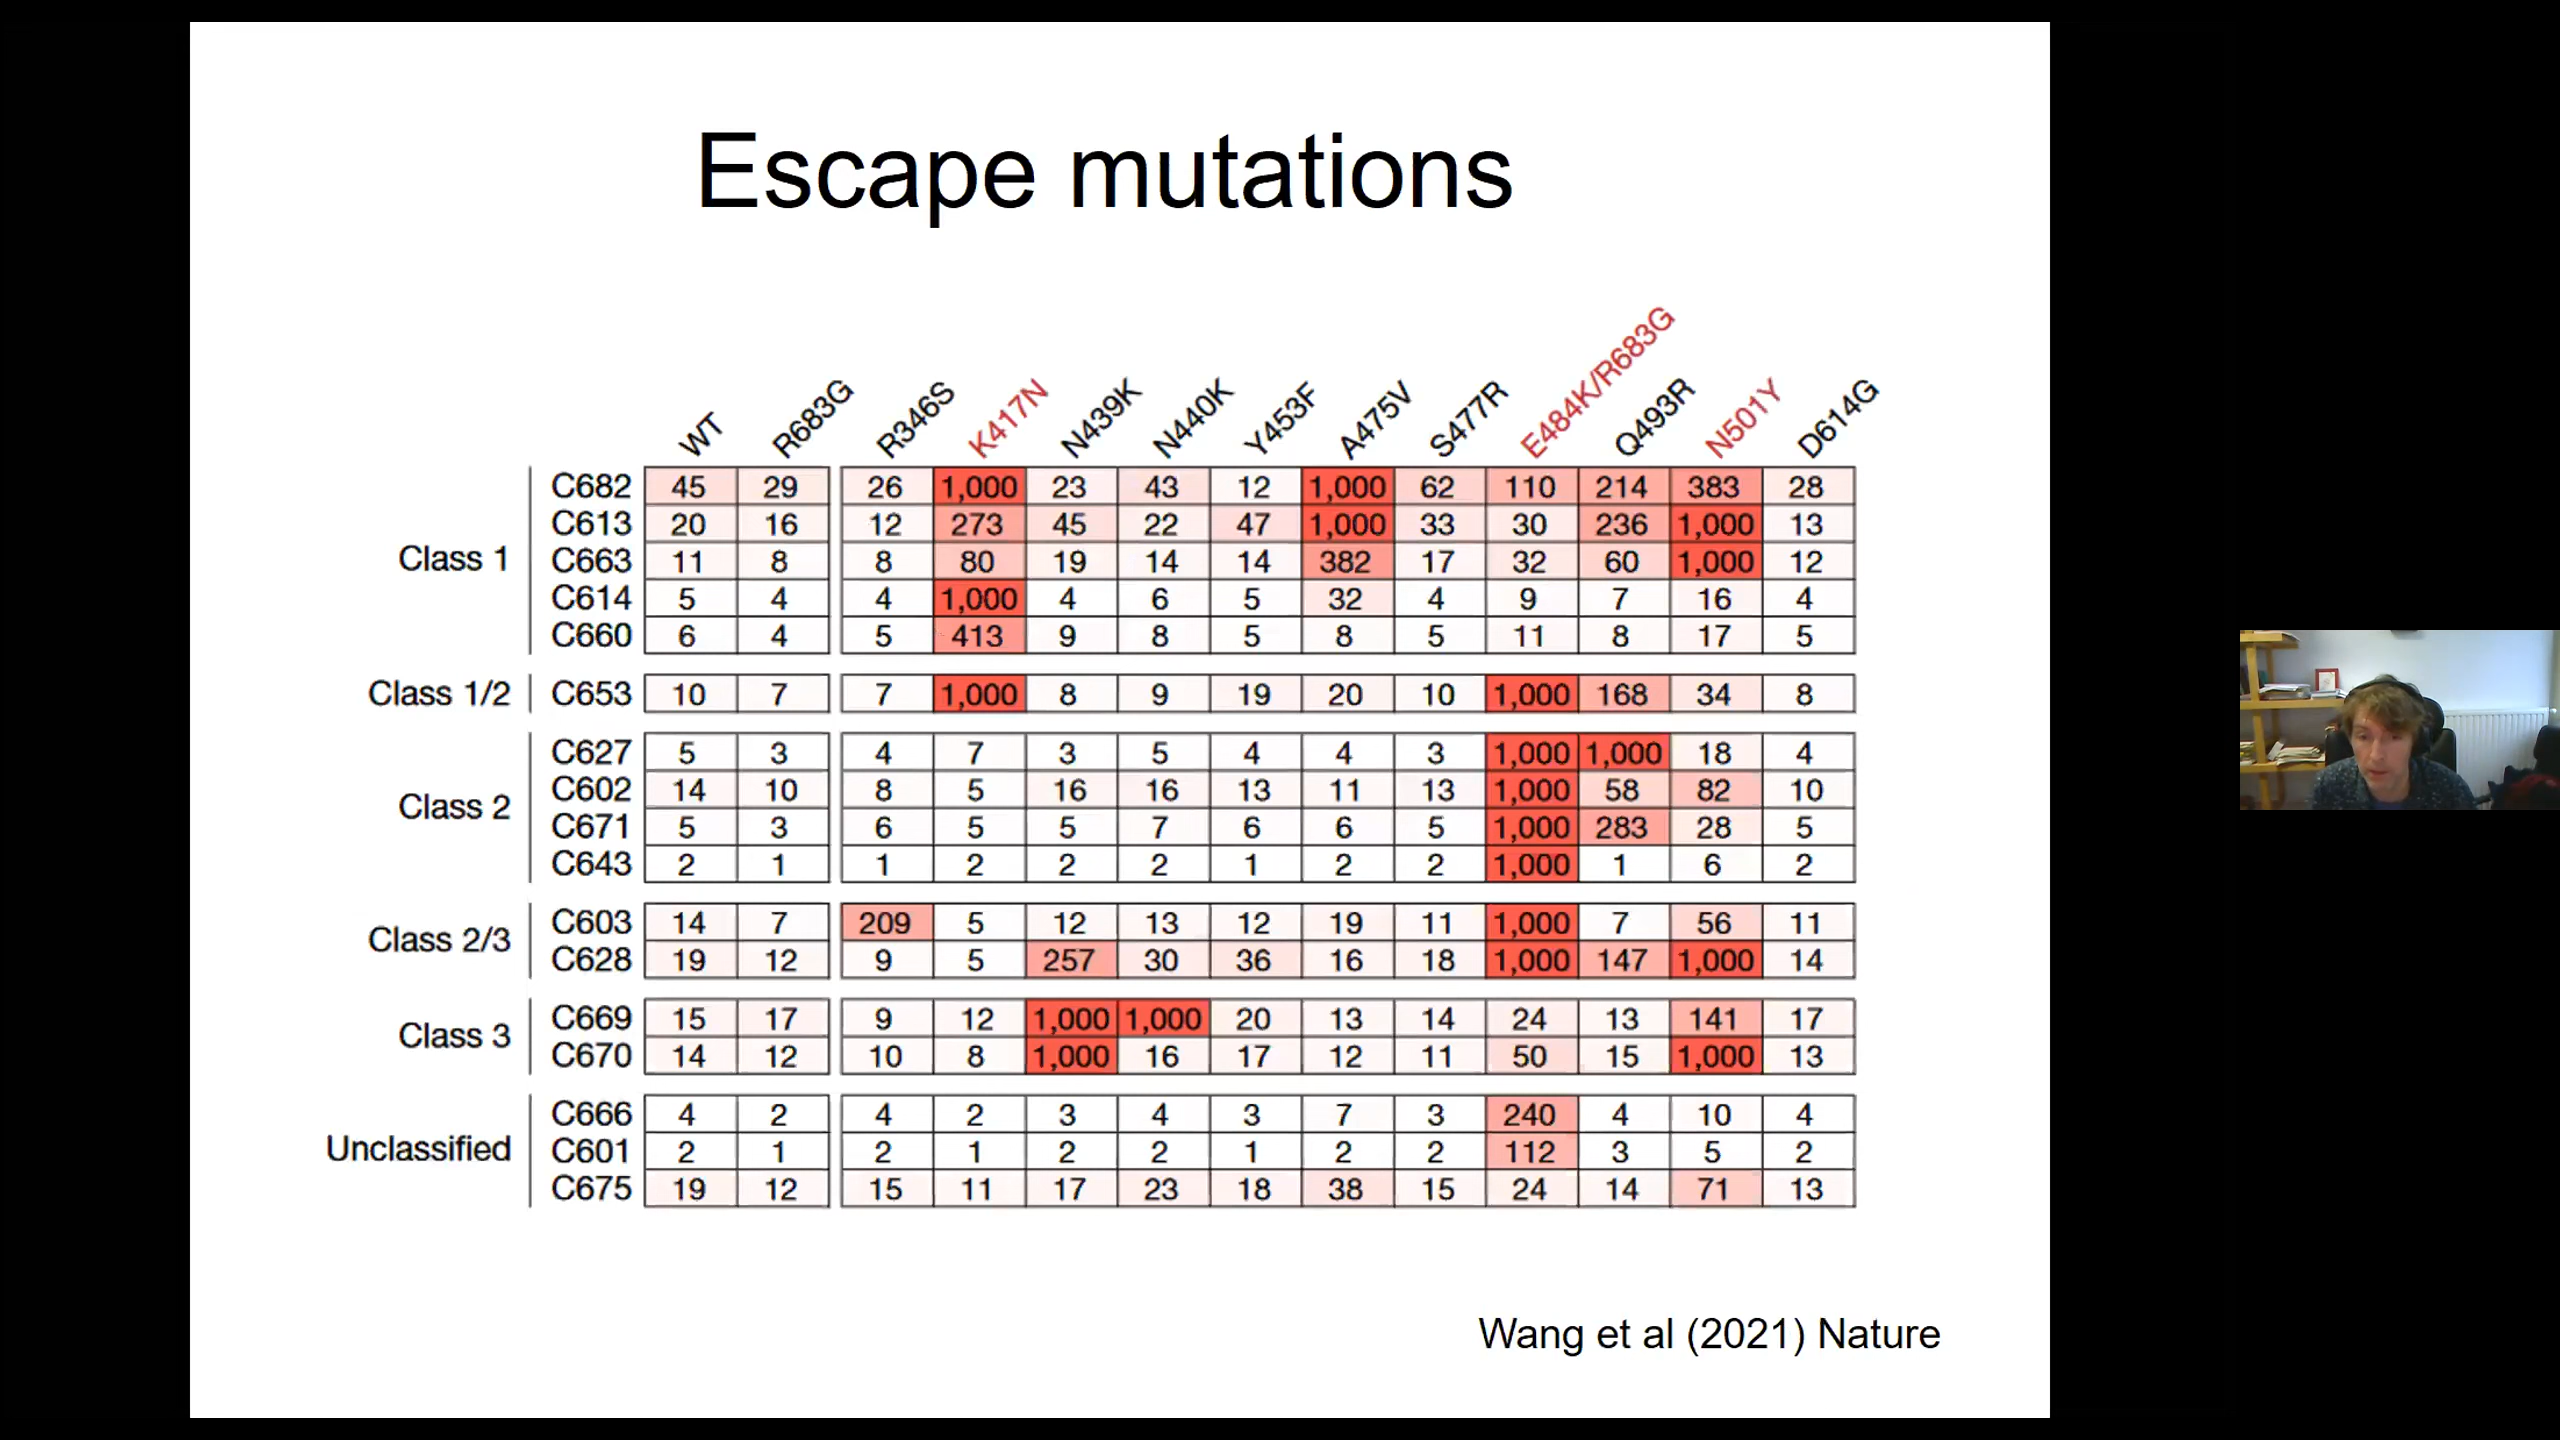 Escape mutations
WT R683G R346S K417N N439K N440K Y453F A475V S477R E484K/R683G Q493R N501Y D614G
Class 1
C682 45 29 26 1,000 23 43 12 1,000 62 110 214 383 28
C613 20 16 12 273 45 22 47 1,000 33 30 236 1,000 13
C663 11 8 8 80 19 14 14 382 17 32 60 1,000 12
C614 5 4 4 1,000 4 6 5 32 4 9 7 16 4
C660 6 4 5 413 9 8 5 8 5 11 8 17 5
Class 1/2
C653 10 7 7 1,000 8 9 19 20 10 1,000 168 34 8
Class 2
C627 5 3 4 7 3 5 4 4 3 1,000 1,000 18 4
C602 14 10 8 5 16 16 13 11 13 1,000 58 82 10
C671 5 3 6 5 5 7 6 6 5 1,000 283 28 5
C643 2 1 1 2 2 2 1 2 2 1,000 1 6 2
Class 2/3
C603 14 7 209 5 12 13 12 19 11 1,000 7 56 11
C628 19 12 9 5 257 30 36 16 18 1,000 147 1,000 14
Class 3
C669 15 17 9 12 1,000 1,000 20 13 14 24 13 141 17
C670 14 12 10 8 1,000 16 17 12 11 50 15 1,000 13
Unclassified
C666 4 2 4 2 3 4 3 7 3 240 4 10 4
C601 2 1 2 1 2 2 1 2 2 112 3 5 2
C675 19 12 15 11 17 23 18 38 15 24 14 71 13
Wang et al (2021) Nature